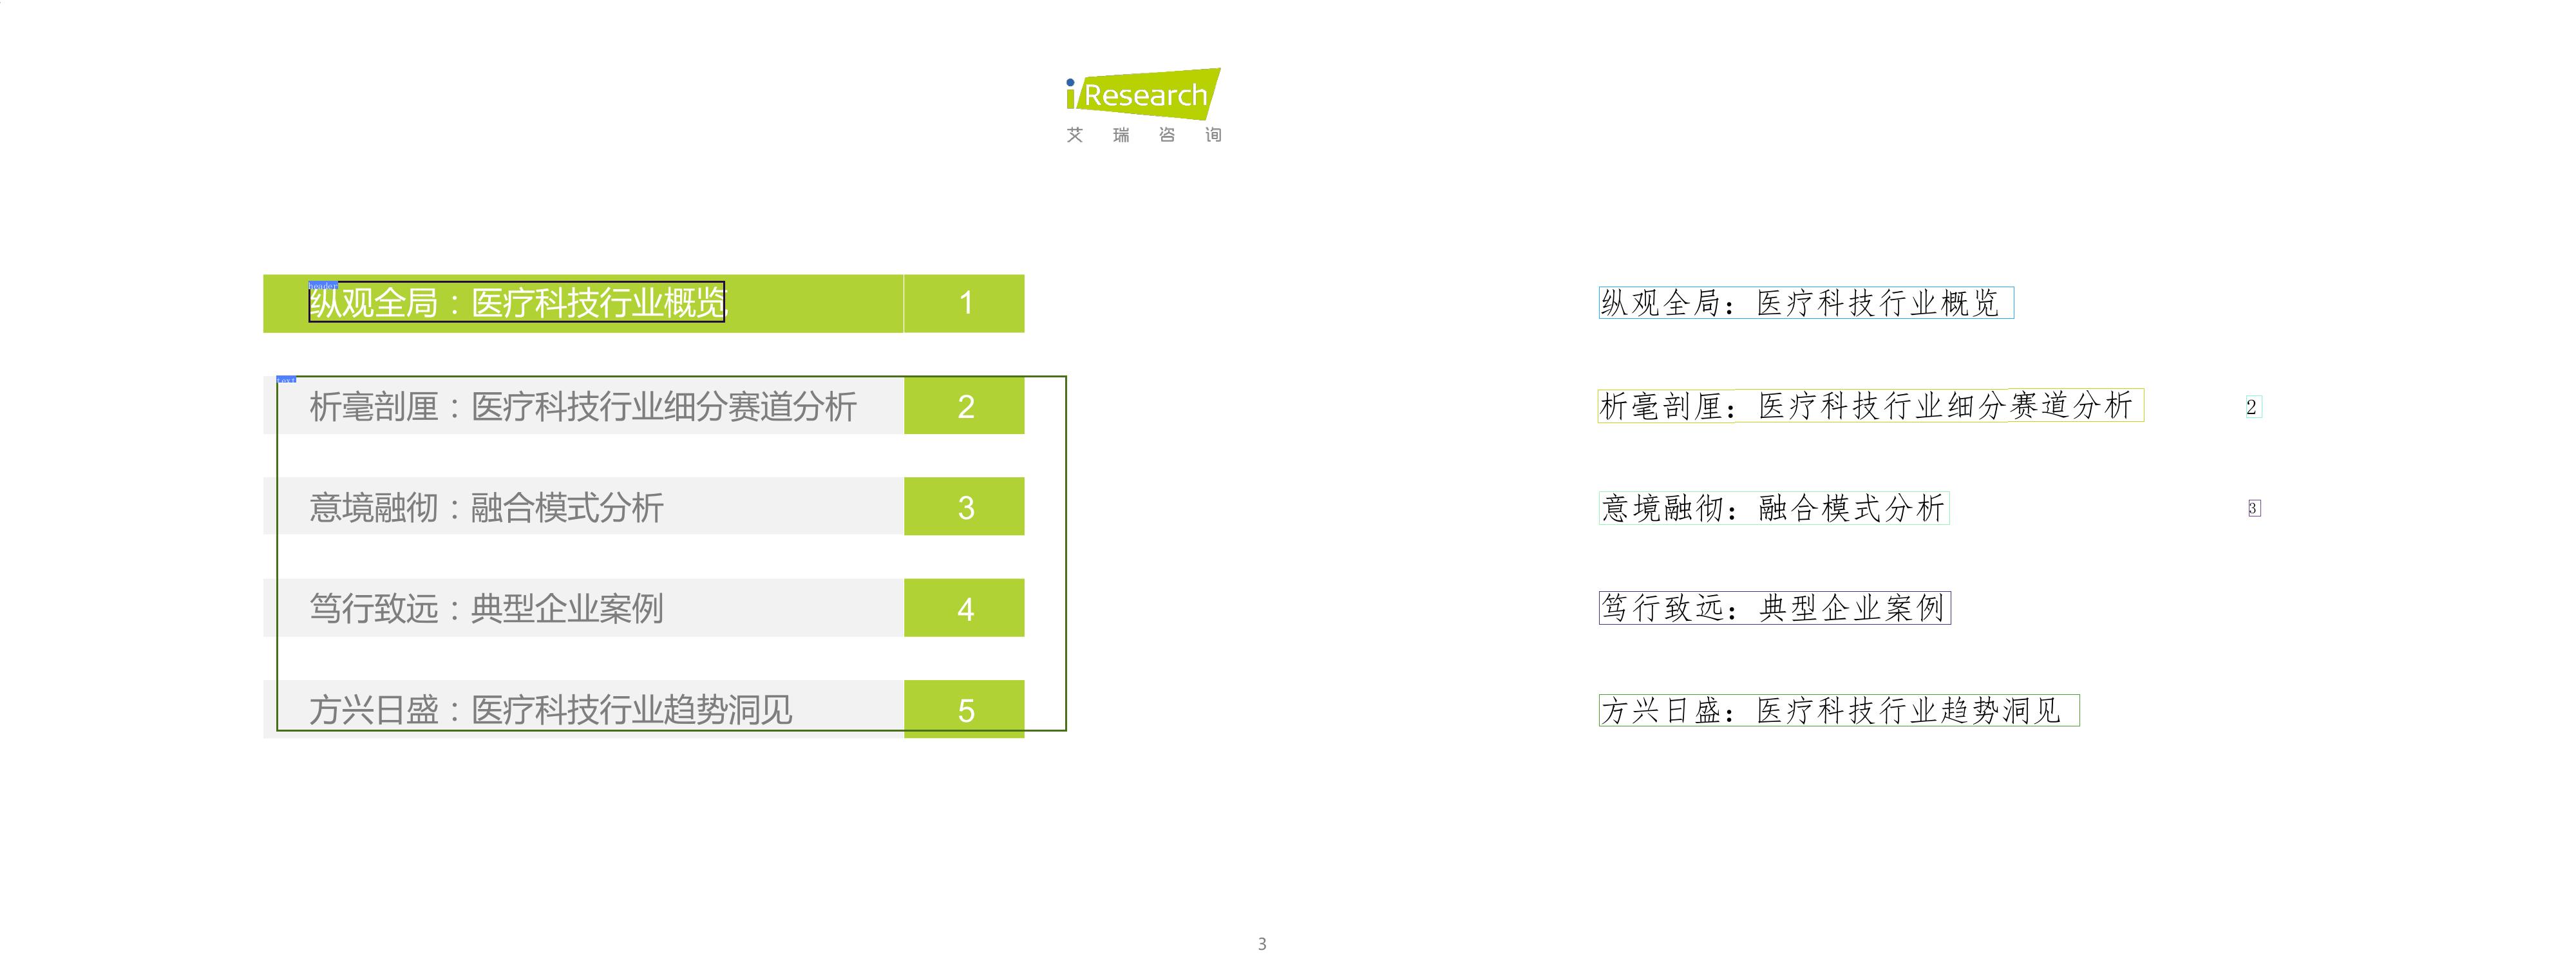 iResearch
艾瑞咨询
header
纵观全局：医疗科技行业概览 1
text
析毫剖厘：医疗科技行业细分赛道分析 2
意境融彻：融合模式分析 3
笃行致远：典型企业案例 4
方兴日盛：医疗科技行业趋势洞见 5
3
纵观全局：医疗科技行业概览
析毫剖厘：医疗科技行业细分赛道分析 2
意境融彻：融合模式分析 3
笃行致远：典型企业案例
方兴日盛：医疗科技行业趋势洞见